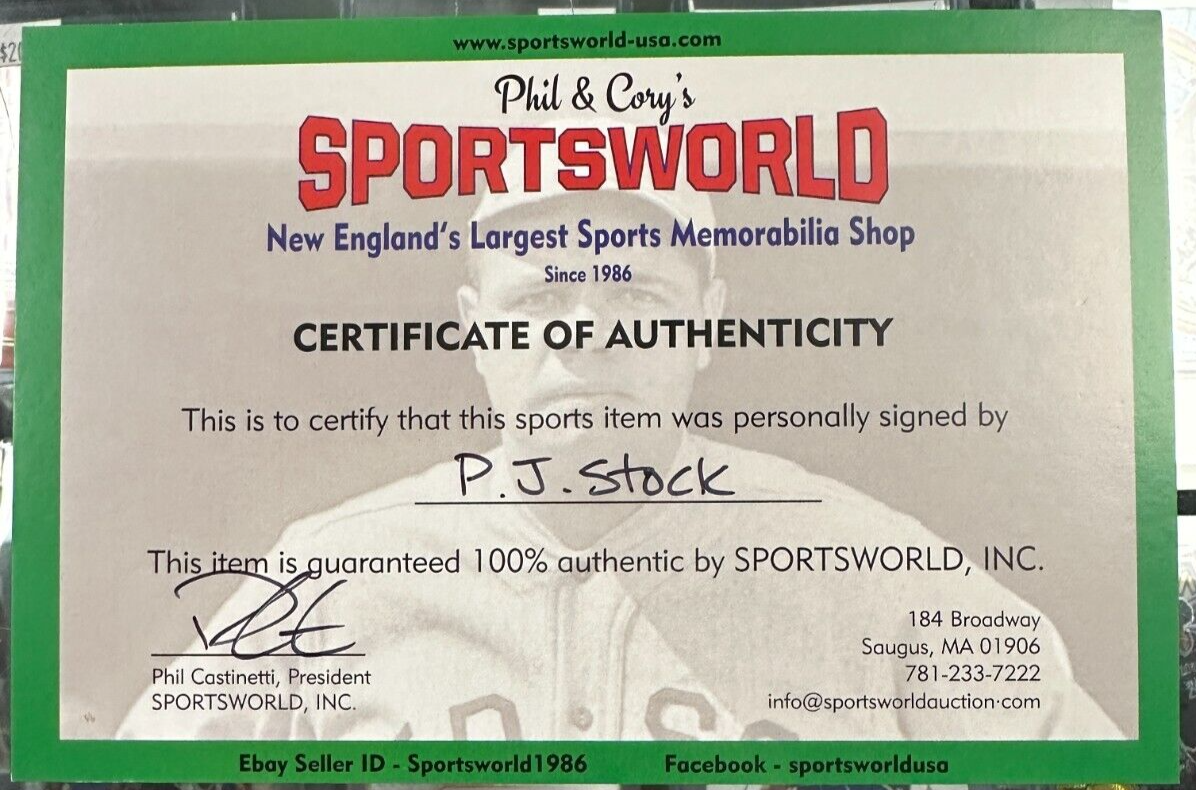 www.sportsworld-usa.com
Phil & Cory's
SPORTSWORLD
New England's Largest Sports Memorabilia Shop
Since 1986
CERTIFICATE OF AUTHENTICITY
This is to certify that this sports item was personally signed by
P.J. Stock
This item is guaranteed 100% authentic by SPORTSWORLD, INC.
Phil Castinetti, President
SPORTSWORLD, INC.
184 Broadway
Saugus, MA 01906
781-233-7222
info@sportsworldauction·com
Ebay Seller ID - Sportsworld1986
Facebook - sportsworldusa